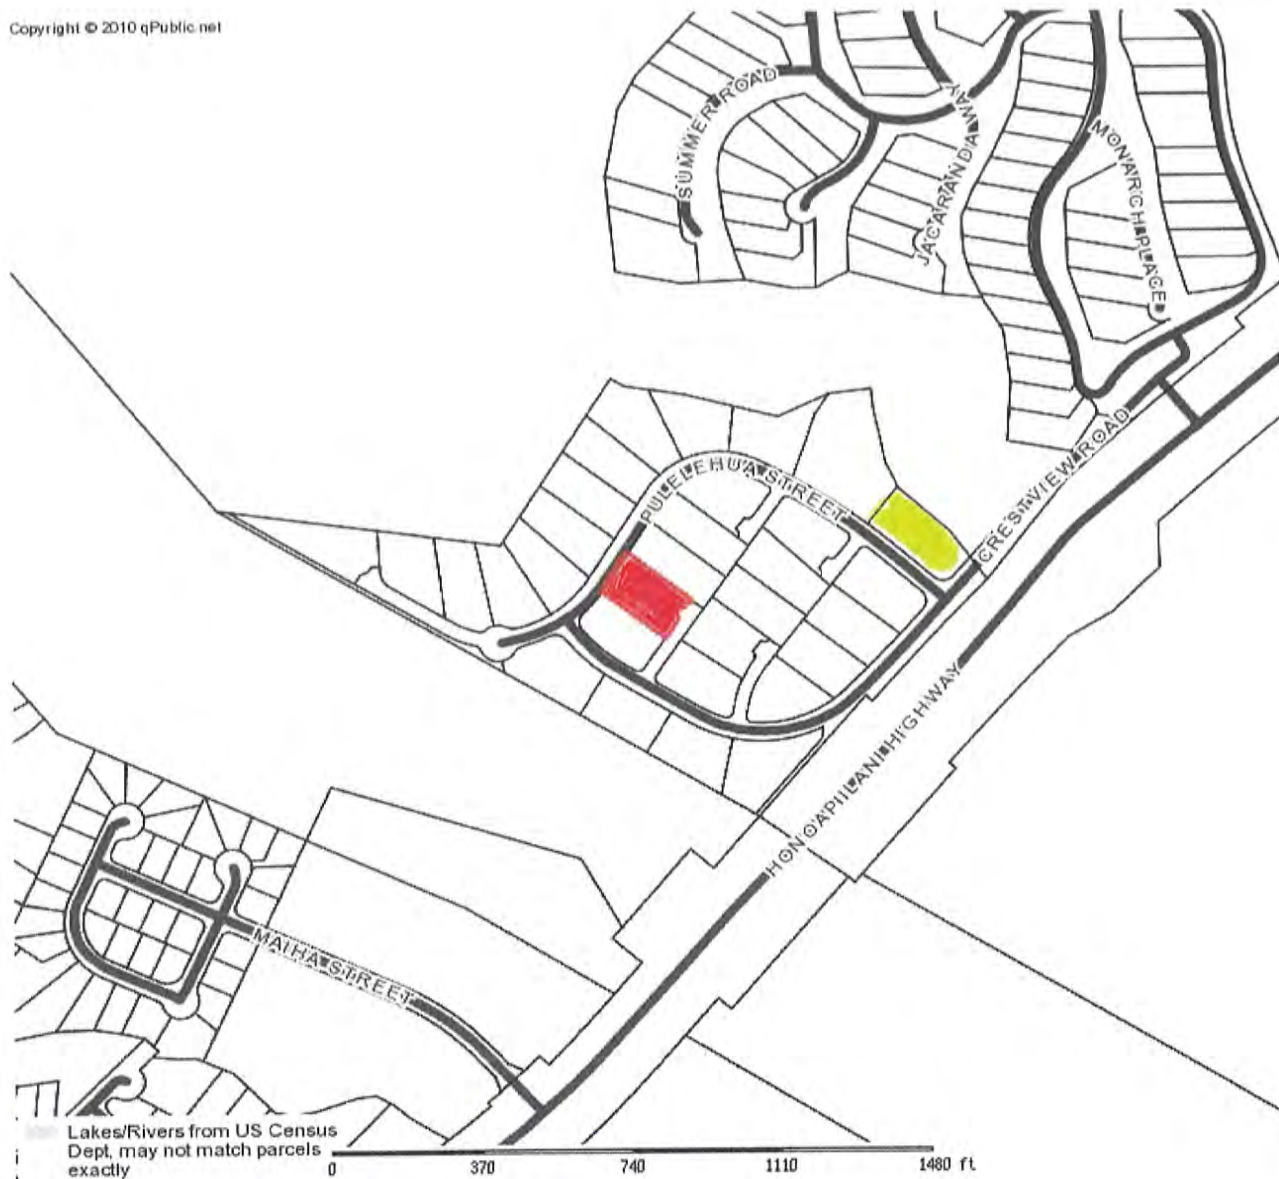 Copyright © 2010 qPublic.net
SUMMER ROAD
JACARANDA WAY
MONARCH PLACE
PULELEHUA STREET
CRESTVIEW ROAD
HONOAPIILANI HIGHWAY
MAIHA STREET
Lakes/Rivers from US Census
Dept, may not match parcels
exactly
0 370 740 1110 1480 ft